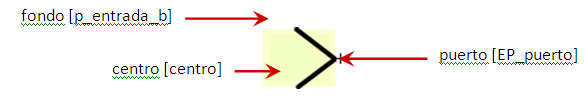 fondo [p_entrada_b]
puerto [EP_puerto]
centro [centro]